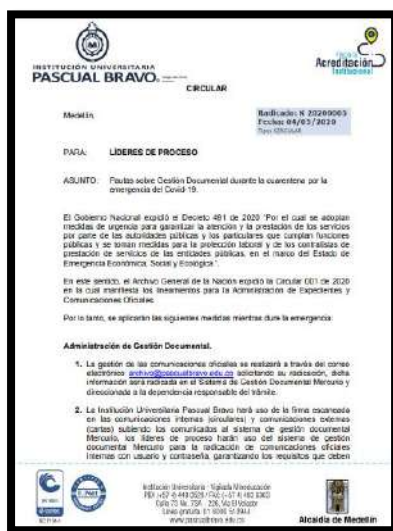 INSTITUCIÓN UNIVERSITARIA
PASCUAL BRAVO
Acreditación
Institucional
CIRCULAR
Medellín,
Radicado: K 20200003
Fecha: 04/05/2020
Tipo: CIRCULAR
PARA: LÍDERES DE PROCESO
ASUNTO: Pautas sobre Gestión Documental durante la cuarentena por la
emergencia del Covid-19.
El Gobierno Nacional expidió el Decreto 491 de 2020 "Por el cual se adoptan
medidas de urgencia para garantizar la atención y la prestación de los servicios
por parte de las autoridades públicas y los particulares que cumplan funciones
públicas y se toman medidas para la protección laboral y de los contratistas de
prestación de servicios de las entidades públicas, en el marco del Estado de
Emergencia Económica, Social y Ecológica".
En este sentido, el Archivo General de la Nación expidió la Circular 001 de 2020
en la cual manifiesta los lineamientos para la Administración de Expedientes y
Comunicaciones Oficiales.
Por lo tanto, se aplicarán las siguientes medidas mientras dure la emergencia:
Administración de Gestión Documental.
1. La gestión de las comunicaciones oficiales se realizará a través del correo
electrónico archivo@pascualbravo.edu.co solicitando su radicación, dicha
información será radicada en el Sistema de Gestión Documental Mercurio y
direccionada a la dependencia responsable del trámite.
2. La Institución Universitaria Pascual Bravo hará uso de la firma escaneada
en las comunicaciones internas (circulares) y comunicaciones externas
(cartas) subiendo los comunicados al sistema de gestión documental
Mercurio, los líderes de proceso harán uso del sistema de gestión
documental Mercurio para la radicación de comunicaciones oficiales
internas con usuario y contraseña, garantizando los requisitos que deben
Institución Universitaria - Vigilada Mineducación
www.pascualbravo.edu.co
Alcaldía de Medellín